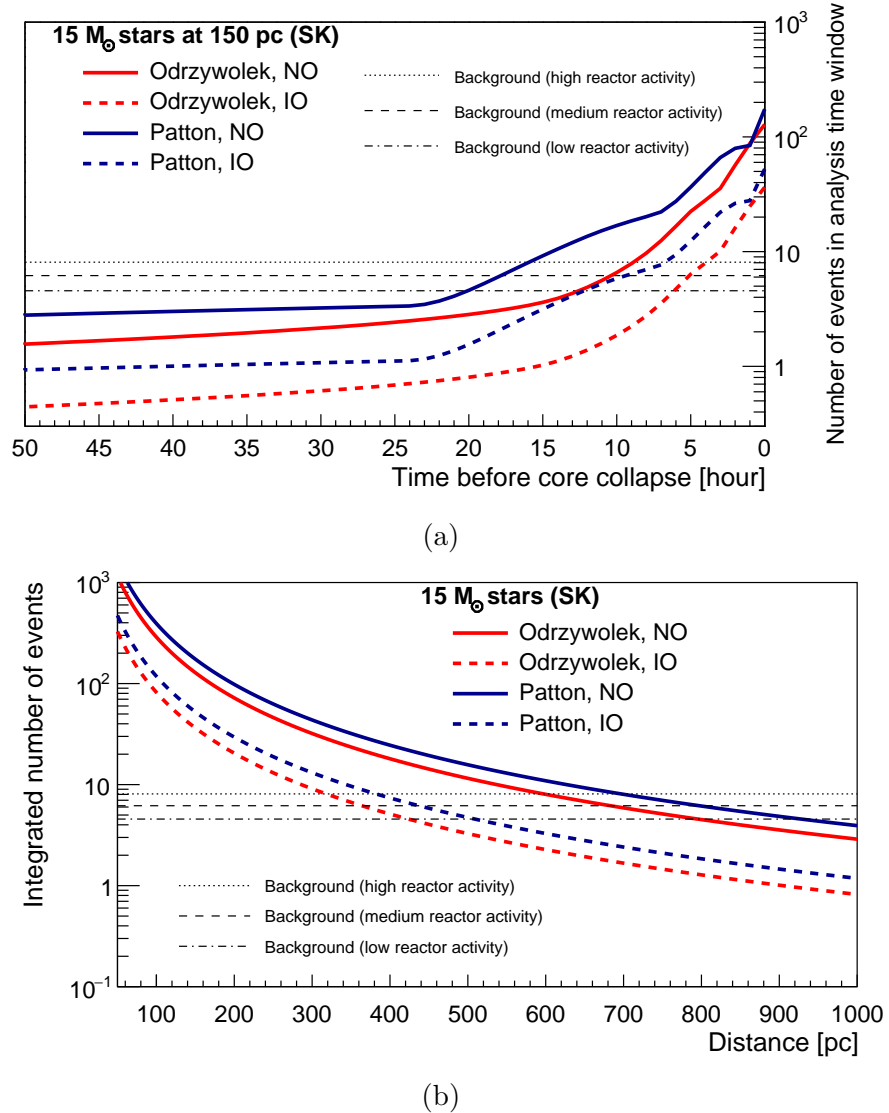 15 M⊙ stars at 150 pc (SK)
Odrzywolek, NO
Odrzywolek, IO
Patton, NO
Patton, IO
Background (high reactor activity)
Background (medium reactor activity)
Background (low reactor activity)
10³
10²
10
1
Number of events in analysis time window
50 45 40 35 30 25 20 15 10 5 0
Time before core collapse [hour]
(a)
15 M⊙ stars (SK)
Odrzywolek, NO
Odrzywolek, IO
Patton, NO
Patton, IO
Background (high reactor activity)
Background (medium reactor activity)
Background (low reactor activity)
Integrated number of events
10³
10²
10
1
10⁻¹
100 200 300 400 500 600 700 800 900 1000
Distance [pc]
(b)